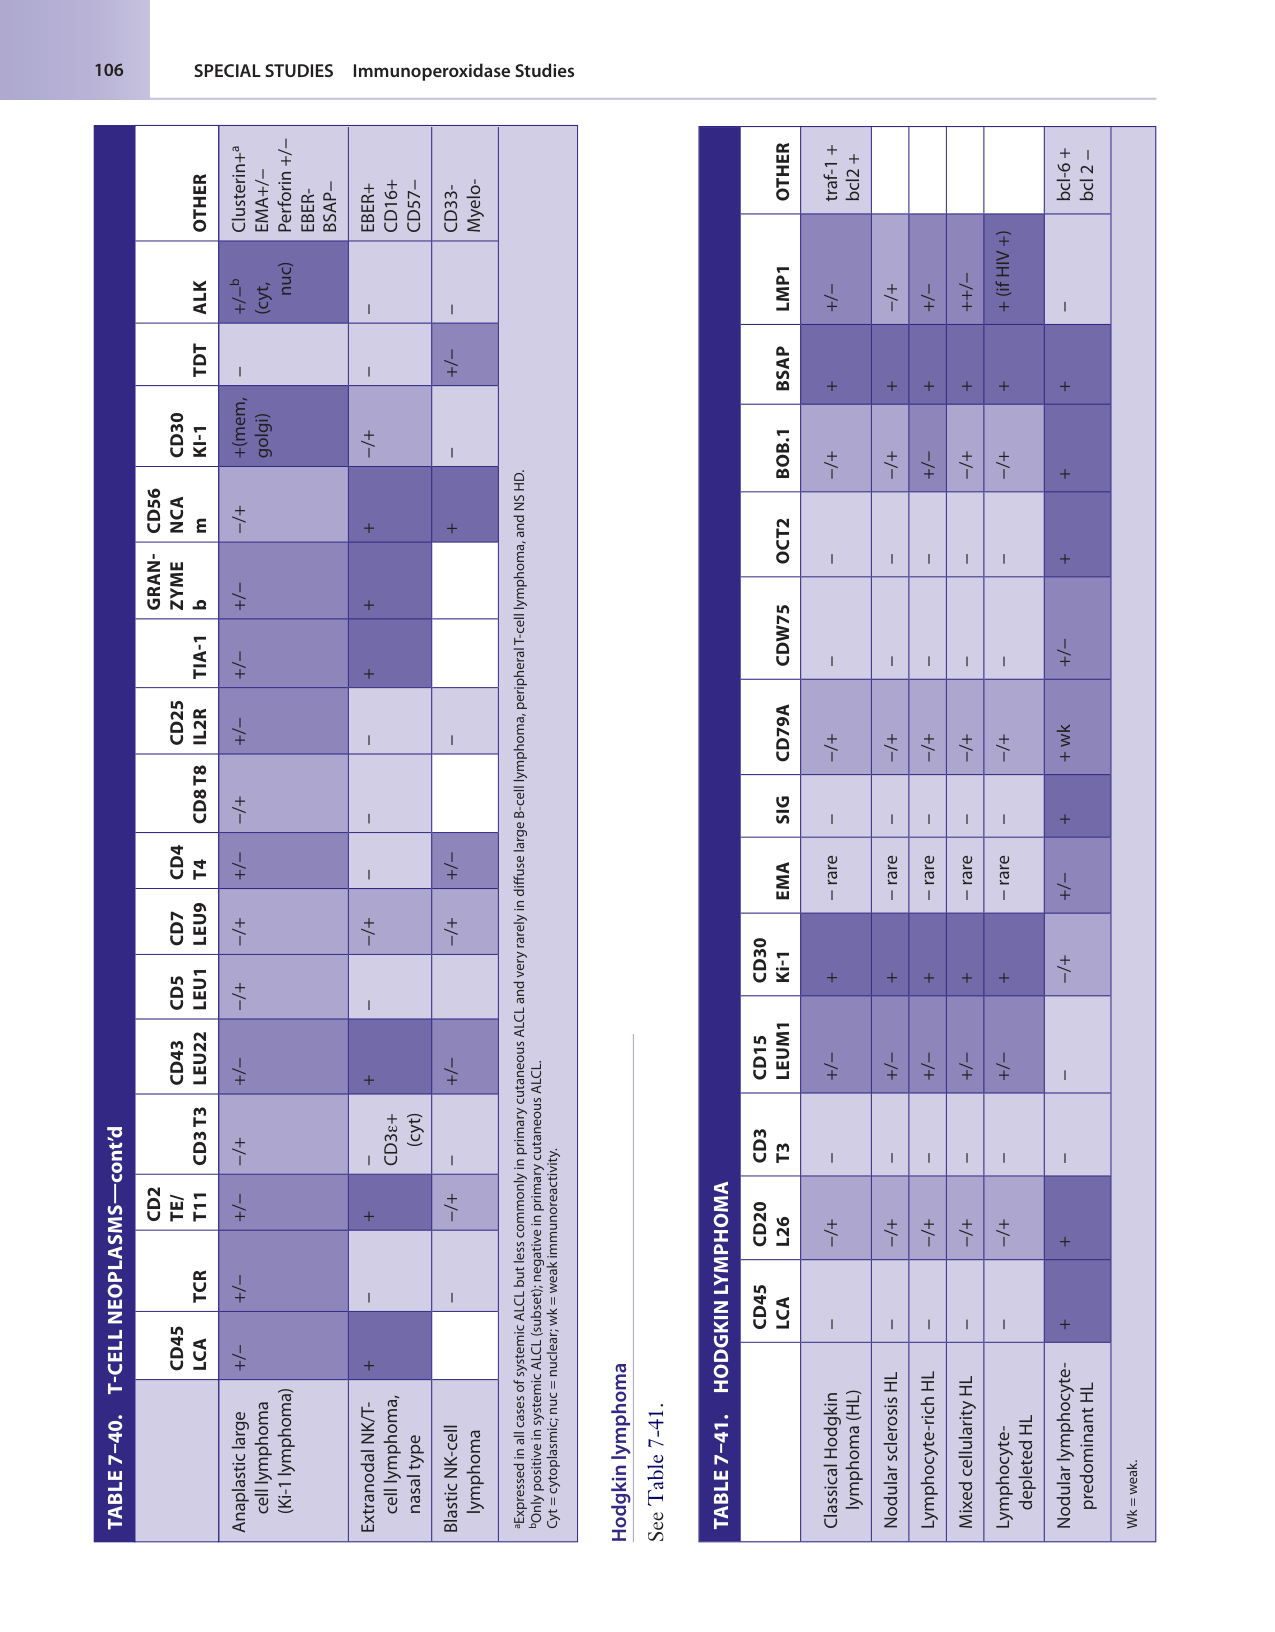 106
SPECIAL STUDIES Immunoperoxidase Studies
TABLE 7–40. T-CELL NEOPLASMS—cont’d
CD45 LCA | TCR | CD2 TE/ T11 | CD3 T3 | CD43 LEU22 | CD5 LEU1 | CD7 LEU9 | CD4 T4 | CD8 T8 | CD25 IL2R | TIA-1 | GRAN-ZYME b | CD56 NCA m | CD30 KI-1 | TDT | ALK | OTHER
Anaplastic large cell lymphoma (Ki-1 lymphoma) | +/− | +/− | +/− | −/+ | +/− | −/+ | −/+ | +/− | −/+ | +/− | +/− | +/− | −/+ | +(mem, golgi) | − | +/−ᵇ (cyt, nuc) | Clusterin+ᵃ EMA+/− Perforin +/− EBER- BSAP−
Extranodal NK/T-cell lymphoma, nasal type | + | − | + | − CD3ε+ (cyt) | + | − | −/+ | − | − | − | + | + | + | −/+ | − | − | EBER+ CD16+ CD57−
Blastic NK-cell lymphoma | | − | −/+ | − | +/− | | −/+ | +/− | | − | | | + | − | +/− | − | CD33- Myelo-
ᵃExpressed in all cases of systemic ALCL but less commonly in primary cutaneous ALCL and very rarely in diffuse large B-cell lymphoma, peripheral T-cell lymphoma, and NS HD.
ᵇOnly positive in systemic ALCL (subset); negative in primary cutaneous ALCL.
Cyt = cytoplasmic; nuc = nuclear; wk = weak immunoreactivity.
Hodgkin lymphoma
See Table 7-41.
TABLE 7–41. HODGKIN LYMPHOMA
CD45 LCA | CD20 L26 | CD3 T3 | CD15 LEUM1 | CD30 Ki-1 | EMA | SIG | CD79A | CDW75 | OCT2 | BOB.1 | BSAP | LMP1 | OTHER
Classical Hodgkin lymphoma (HL) | − | −/+ | − | +/− | + | − rare | − | −/+ | − | − | −/+ | + | +/− | traf-1 + bcl2 +
Nodular sclerosis HL | − | −/+ | − | +/− | + | − rare | − | −/+ | − | − | −/+ | + | −/+
Lymphocyte-rich HL | − | −/+ | − | +/− | + | − rare | − | −/+ | − | − | +/− | + | +/−
Mixed cellularity HL | − | −/+ | − | +/− | + | − rare | − | −/+ | − | − | −/+ | + | ++/−
Lymphocyte-depleted HL | − | −/+ | − | +/− | + | − rare | − | −/+ | − | − | −/+ | + | + (if HIV +)
Nodular lymphocyte-predominant HL | + | + | − | − | −/+ | +/− | + | + wk | +/− | + | + | + | − | bcl-6 + bcl 2 −
Wk = weak.